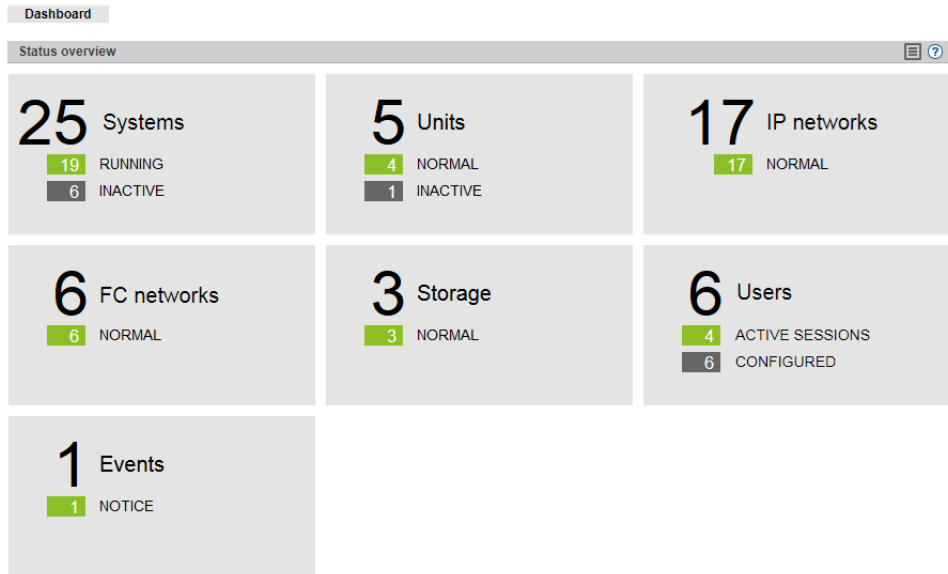 Dashboard
Status overview
?
25 Systems
19 RUNNING
6 INACTIVE
5 Units
4 NORMAL
1 INACTIVE
17 IP networks
17 NORMAL
6 FC networks
6 NORMAL
3 Storage
3 NORMAL
6 Users
4 ACTIVE SESSIONS
6 CONFIGURED
1 Events
1 NOTICE